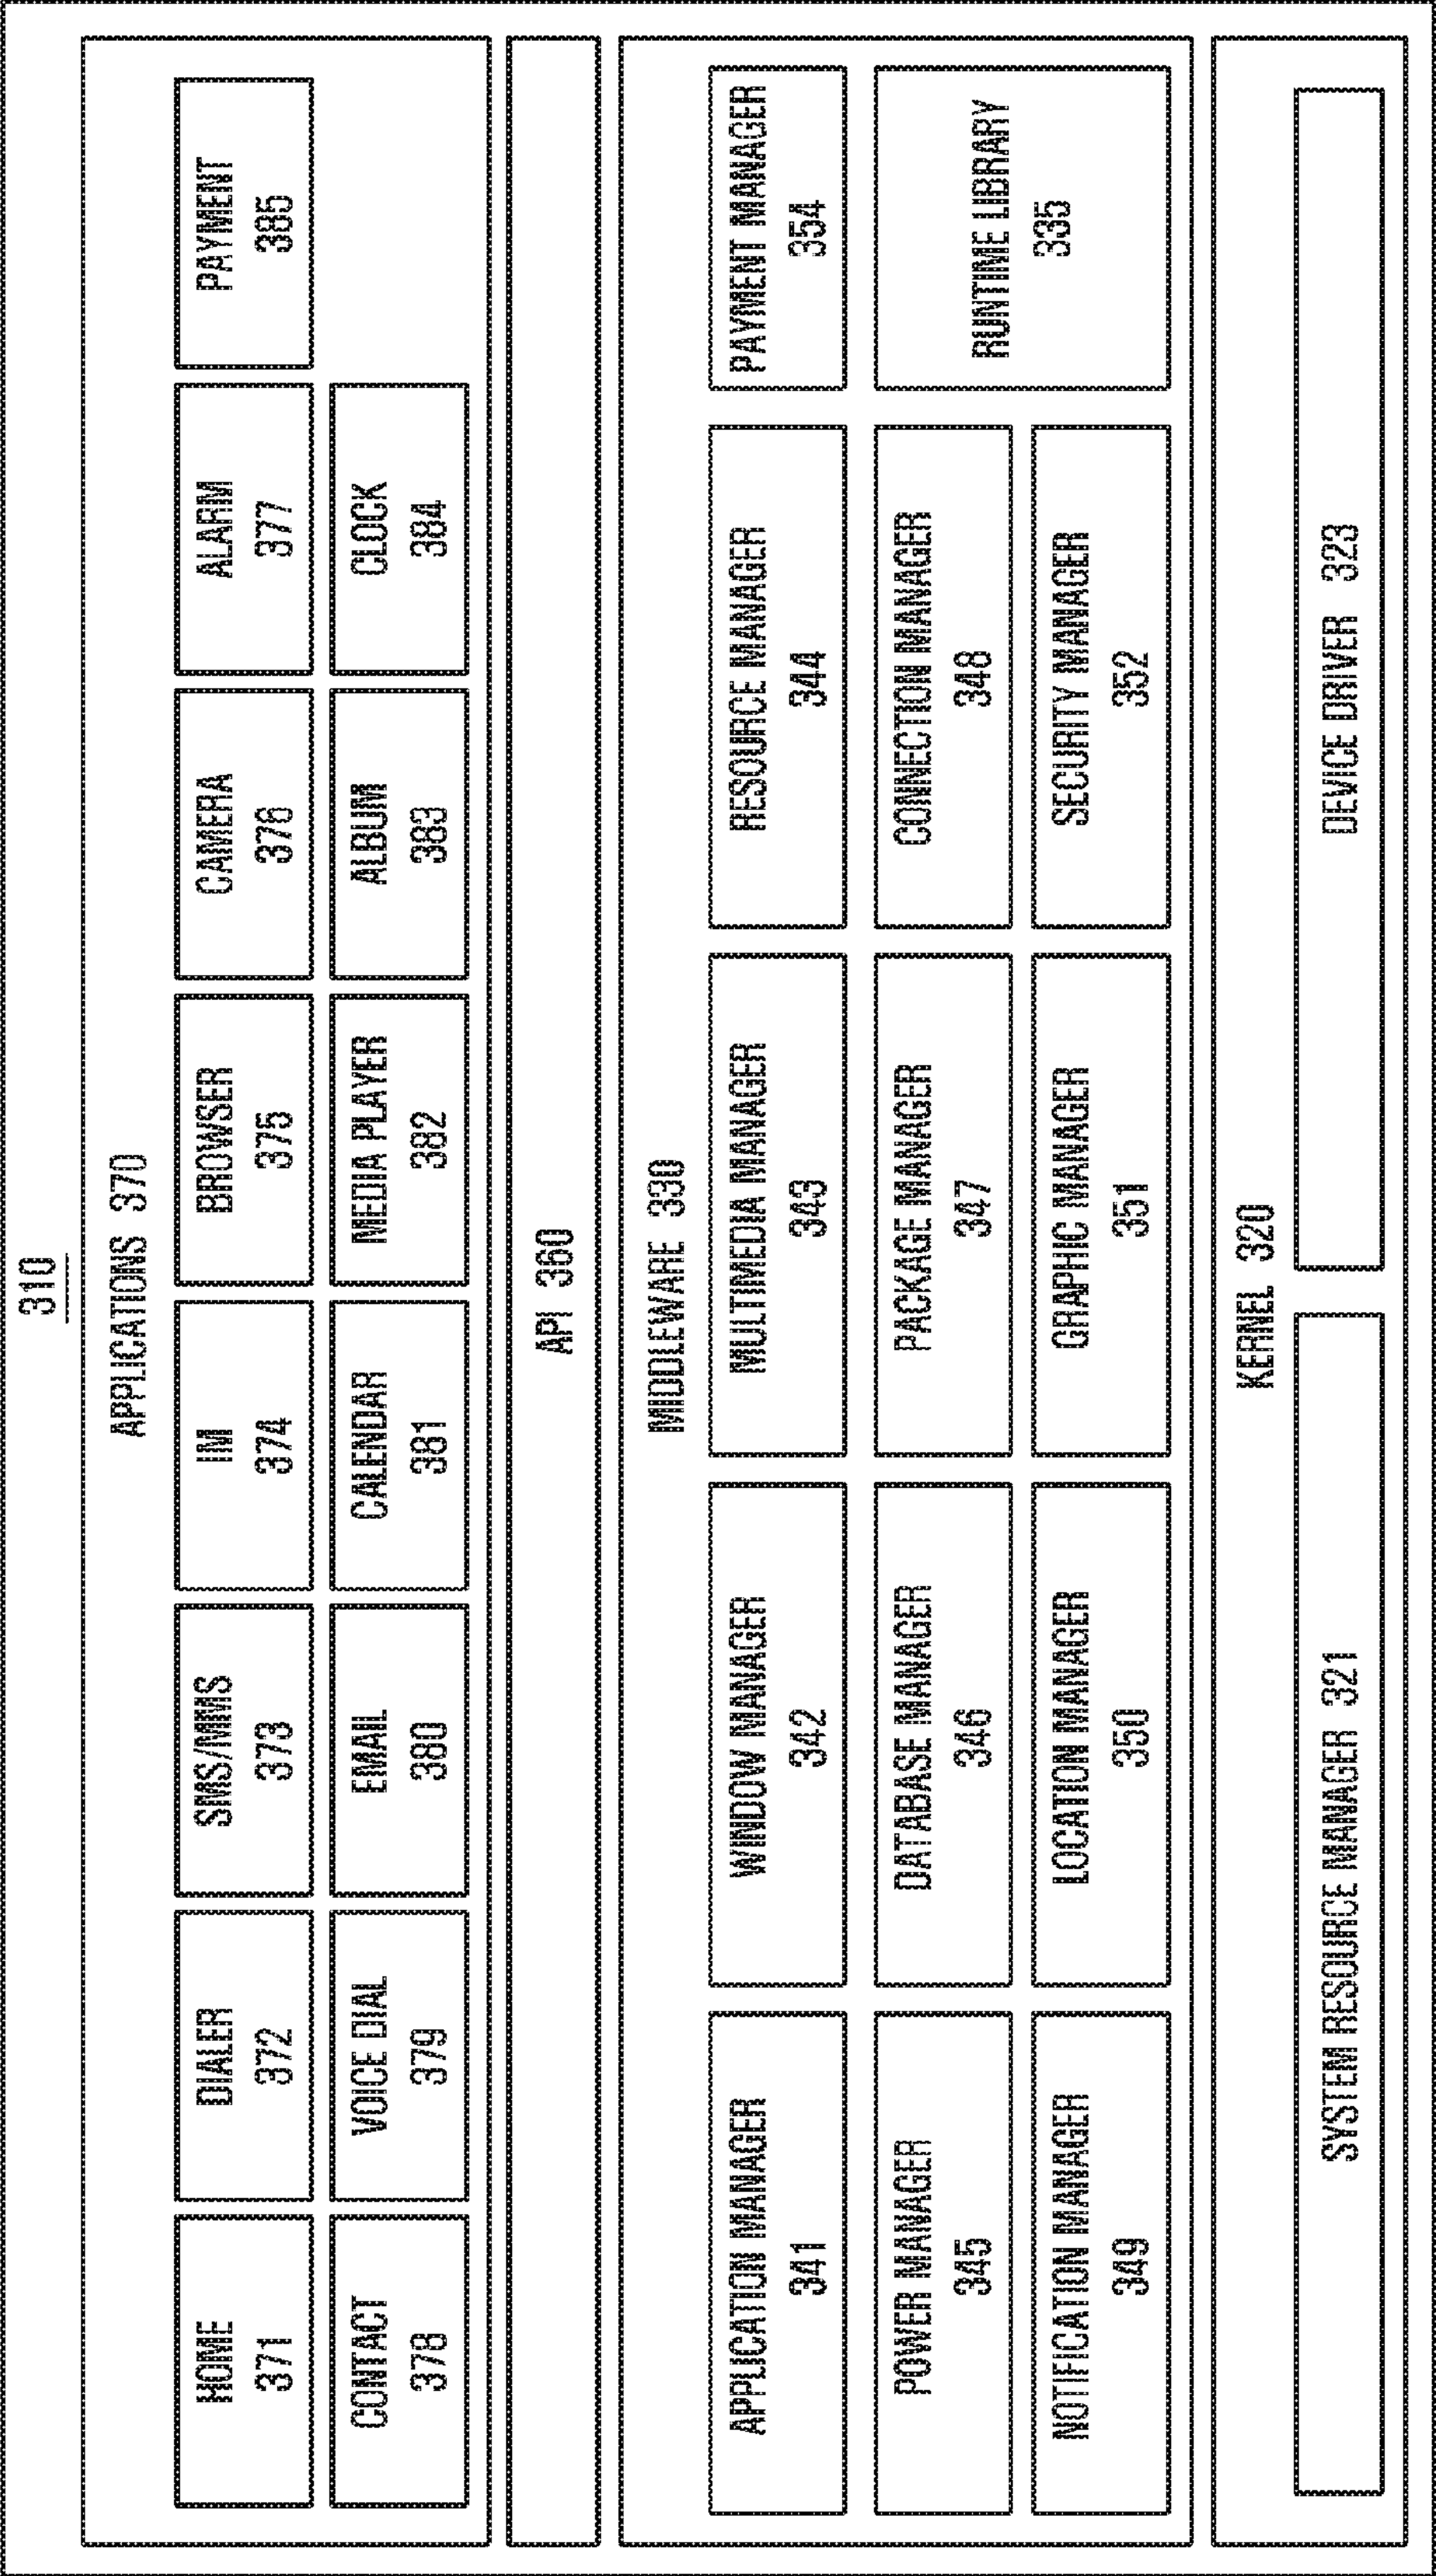 310
APPLICATIONS 370
HOME
371
DIALER
372
SMS/MMS
373
IM
374
BROWSER
375
CAMERA
376
ALARM
377
PAYMENT
385
CONTACT
378
VOICE DIAL
379
EMAIL
380
CALENDAR
381
MEDIA PLAYER
382
ALBUM
383
CLOCK
384
API 360
MIDDLEWARE 330
APPLICATION MANAGER
341
WINDOW MANAGER
342
MULTIMEDIA MANAGER
343
RESOURCE MANAGER
344
PAYMENT MANAGER
354
POWER MANAGER
345
DATABASE MANAGER
346
PACKAGE MANAGER
347
CONNECTION MANAGER
348
RUNTIME LIBRARY
335
NOTIFICATION MANAGER
349
LOCATION MANAGER
350
GRAPHIC MANAGER
351
SECURITY MANAGER
352
KERNEL 320
SYSTEM RESOURCE MANAGER 321
DEVICE DRIVER 323